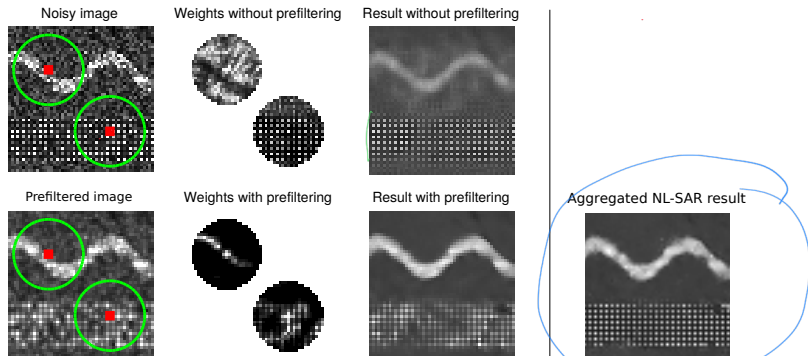 Noisy image
Weights without prefiltering
Result without prefiltering
Prefiltered image
Weights with prefiltering
Result with prefiltering
Aggregated NL-SAR result